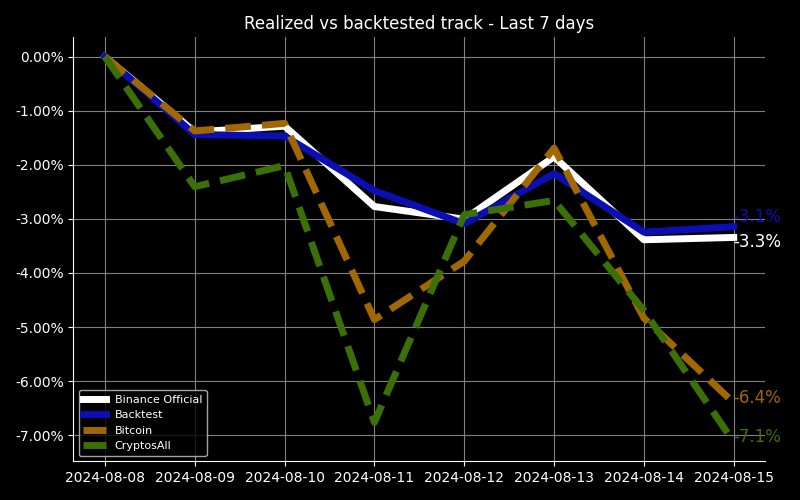 Realized vs backtested track - Last 7 days
0.00%
-1.00%
-2.00%
-3.00%
-4.00%
-5.00%
-6.00%
-7.00%
-3.1%
-3.3%
-6.4%
-7.1%
Binance Official
Backtest
Bitcoin
CryptosAll
2024-08-08 2024-08-09 2024-08-10 2024-08-11 2024-08-12 2024-08-13 2024-08-14 2024-08-15